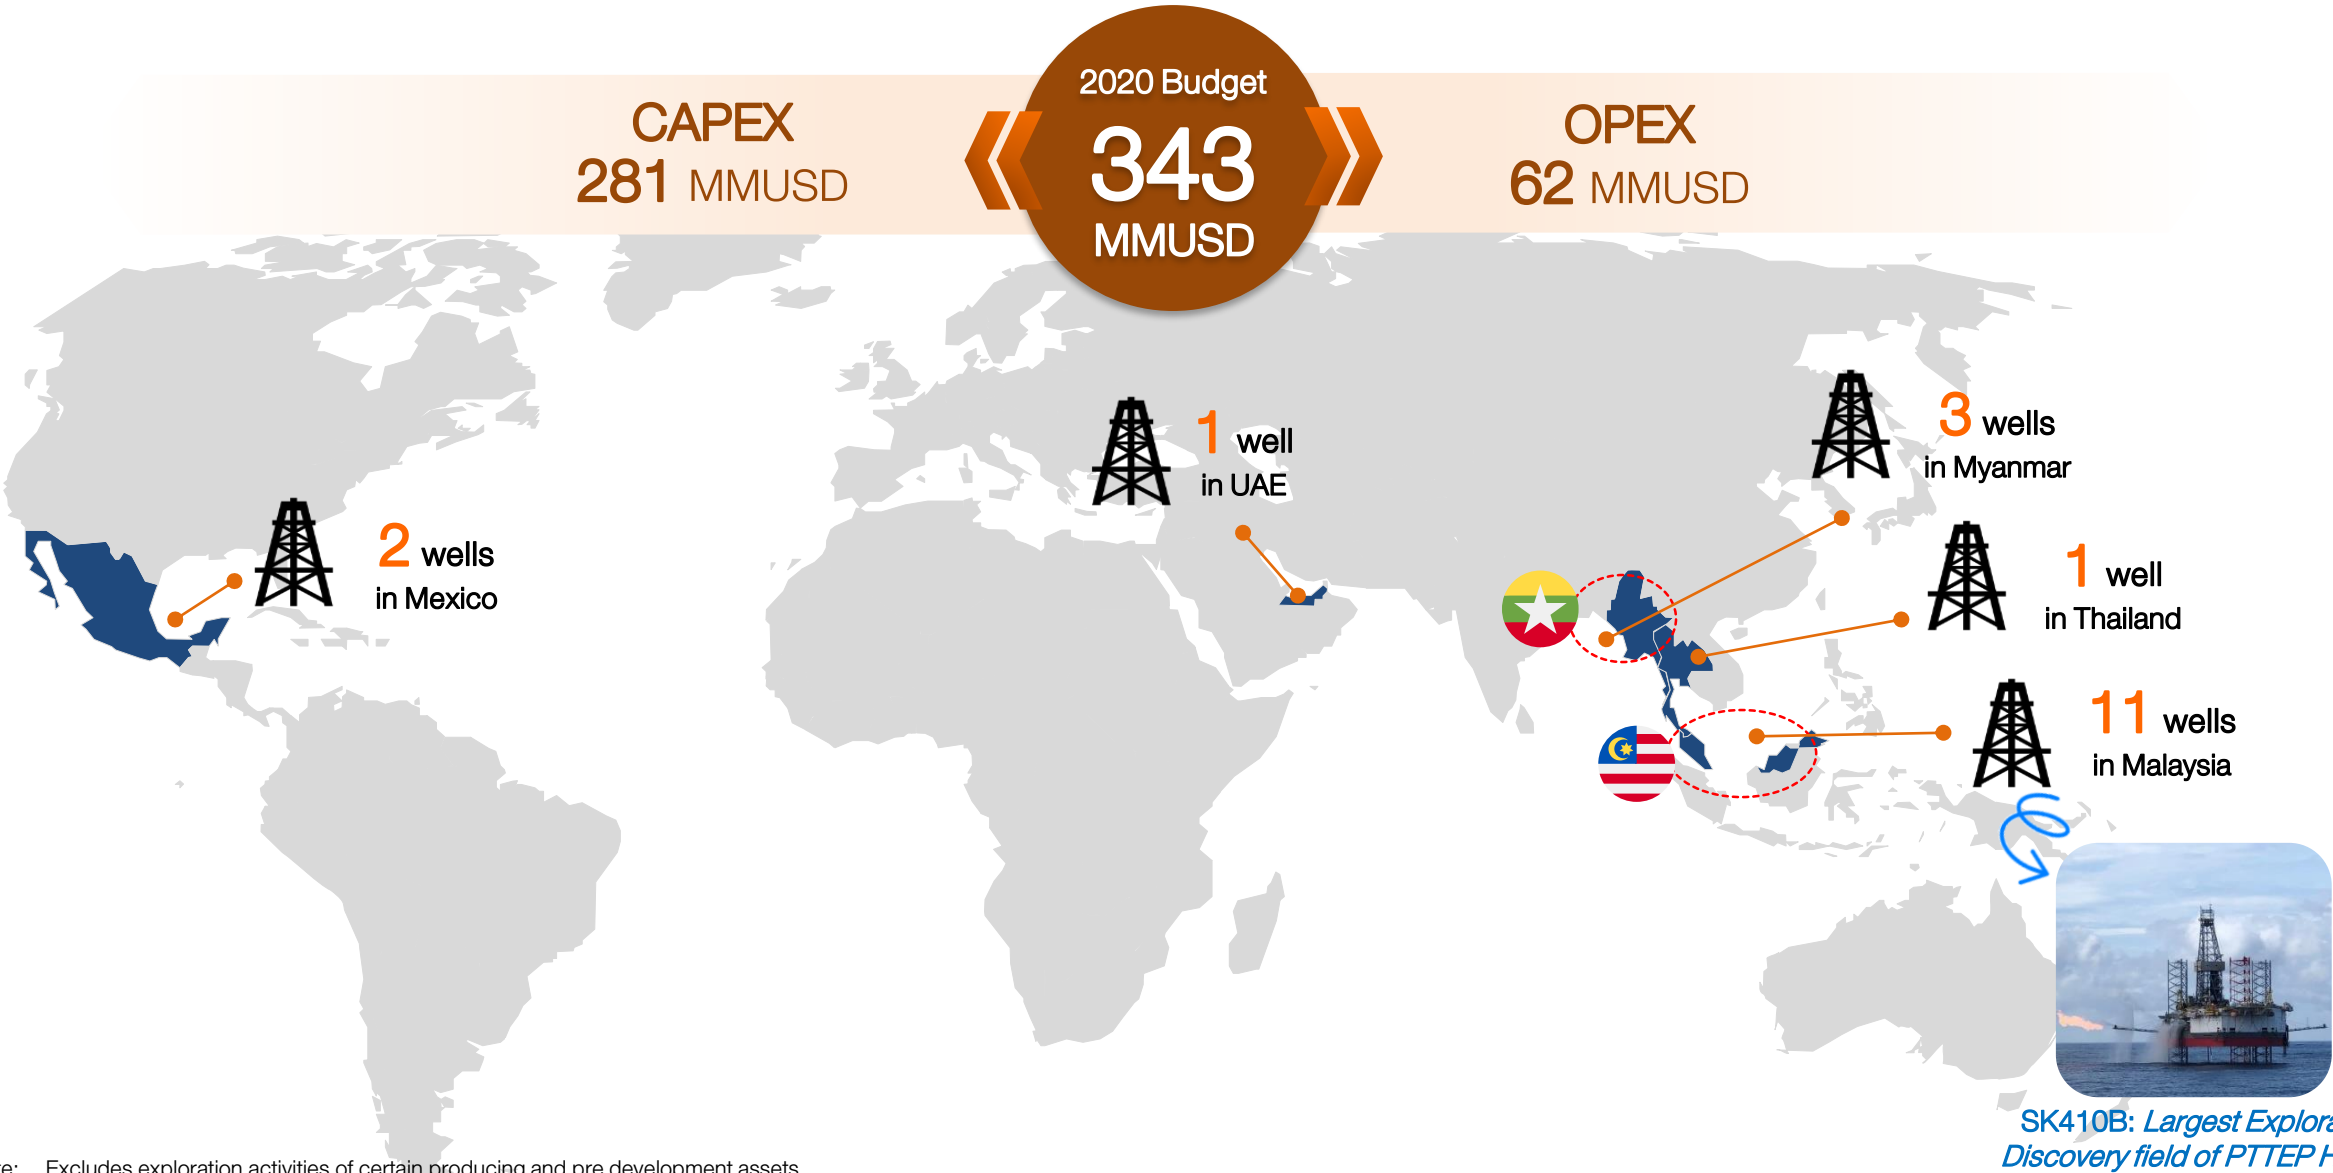 2020 Budget
343
MMUSD
CAPEX
281 MMUSD
OPEX
62 MMUSD
2 wells
in Mexico
1 well
in UAE
3 wells
in Myanmar
1 well
in Thailand
11 wells
in Malaysia
SK410B: Largest Explora
Discovery field of PTTEP H
te: Excludes exploration activities of certain producing and pre development assets